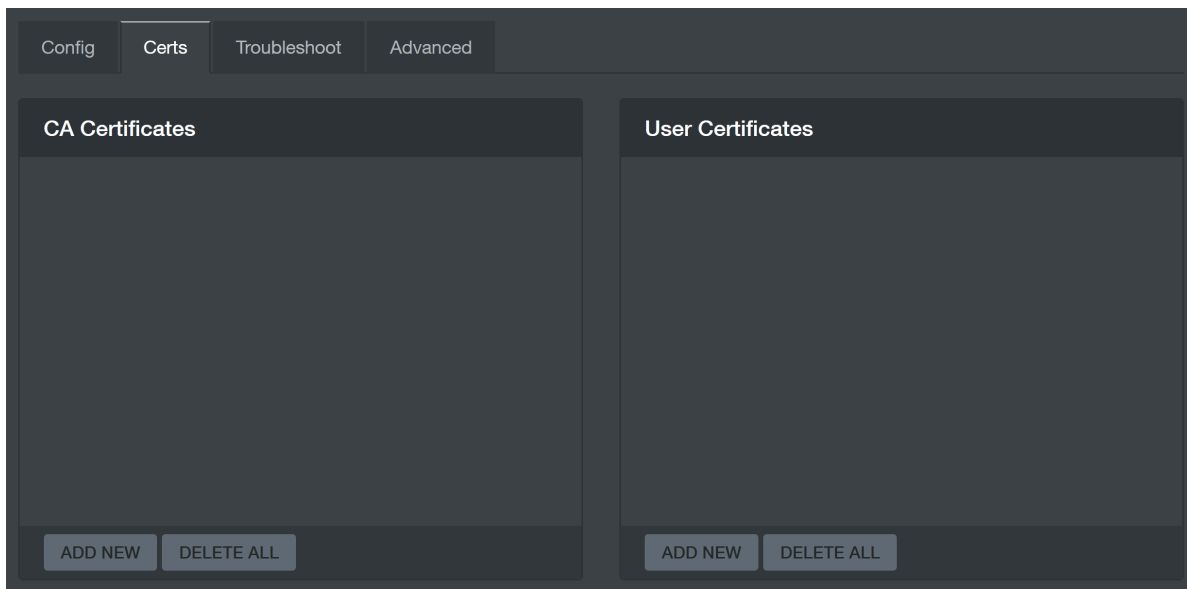 Config Certs Troubleshoot Advanced
CA Certificates
User Certificates
ADD NEW DELETE ALL
ADD NEW DELETE ALL